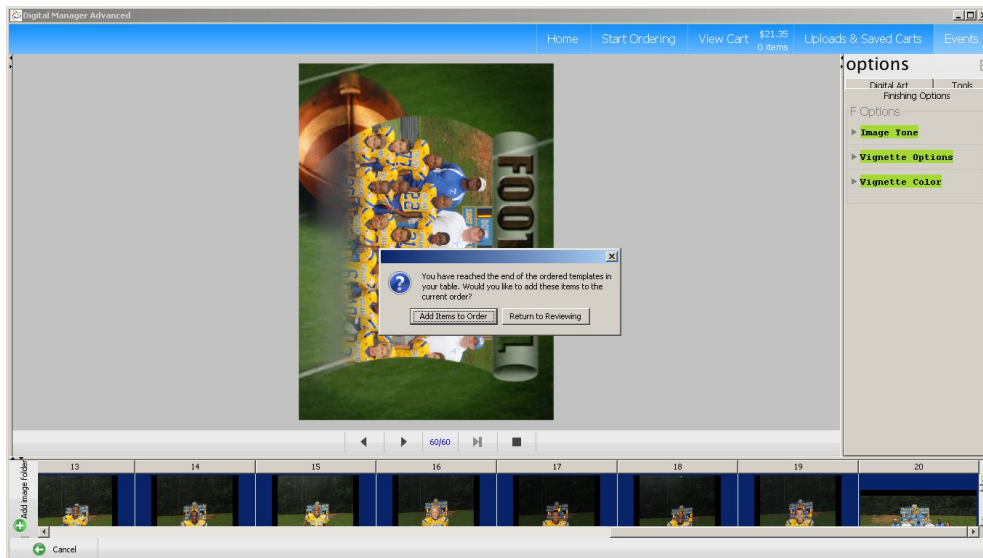 Digital Manager Advanced
Home
Start Ordering
View Cart
$21.35
0 items
Uploads & Saved Carts
Events
options
Digital Art
Tools
Finishing Options
F Options
Image Tone
Vignette Options
Vignette Color
FOO
You have reached the end of the ordered templates in
your table. Would you like to add these items to the
current order?
Add Items to Order
Return to Reviewing
60/60
Add image folder
13
14
15
16
17
18
19
20
Cancel